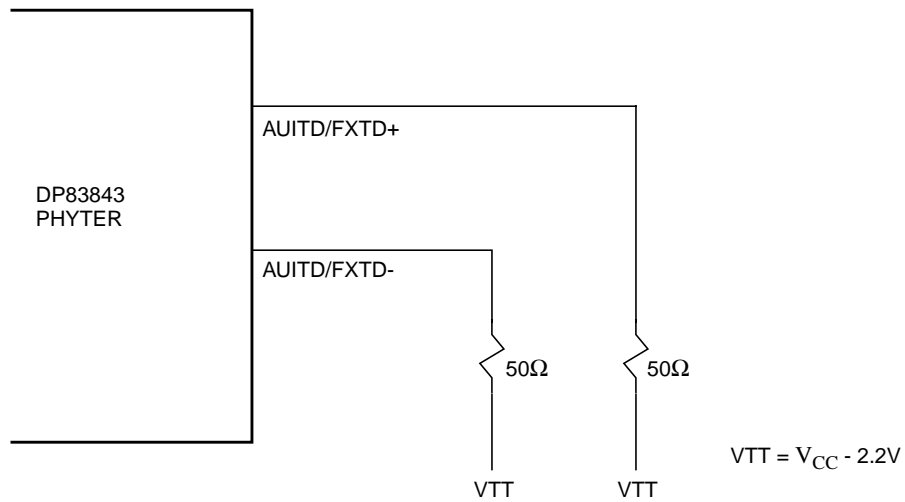 AUITD/FXTD+
DP83843
PHYTER
AUITD/FXTD-
50Ω
50Ω
VTT = VCC - 2.2V
VTT
VTT